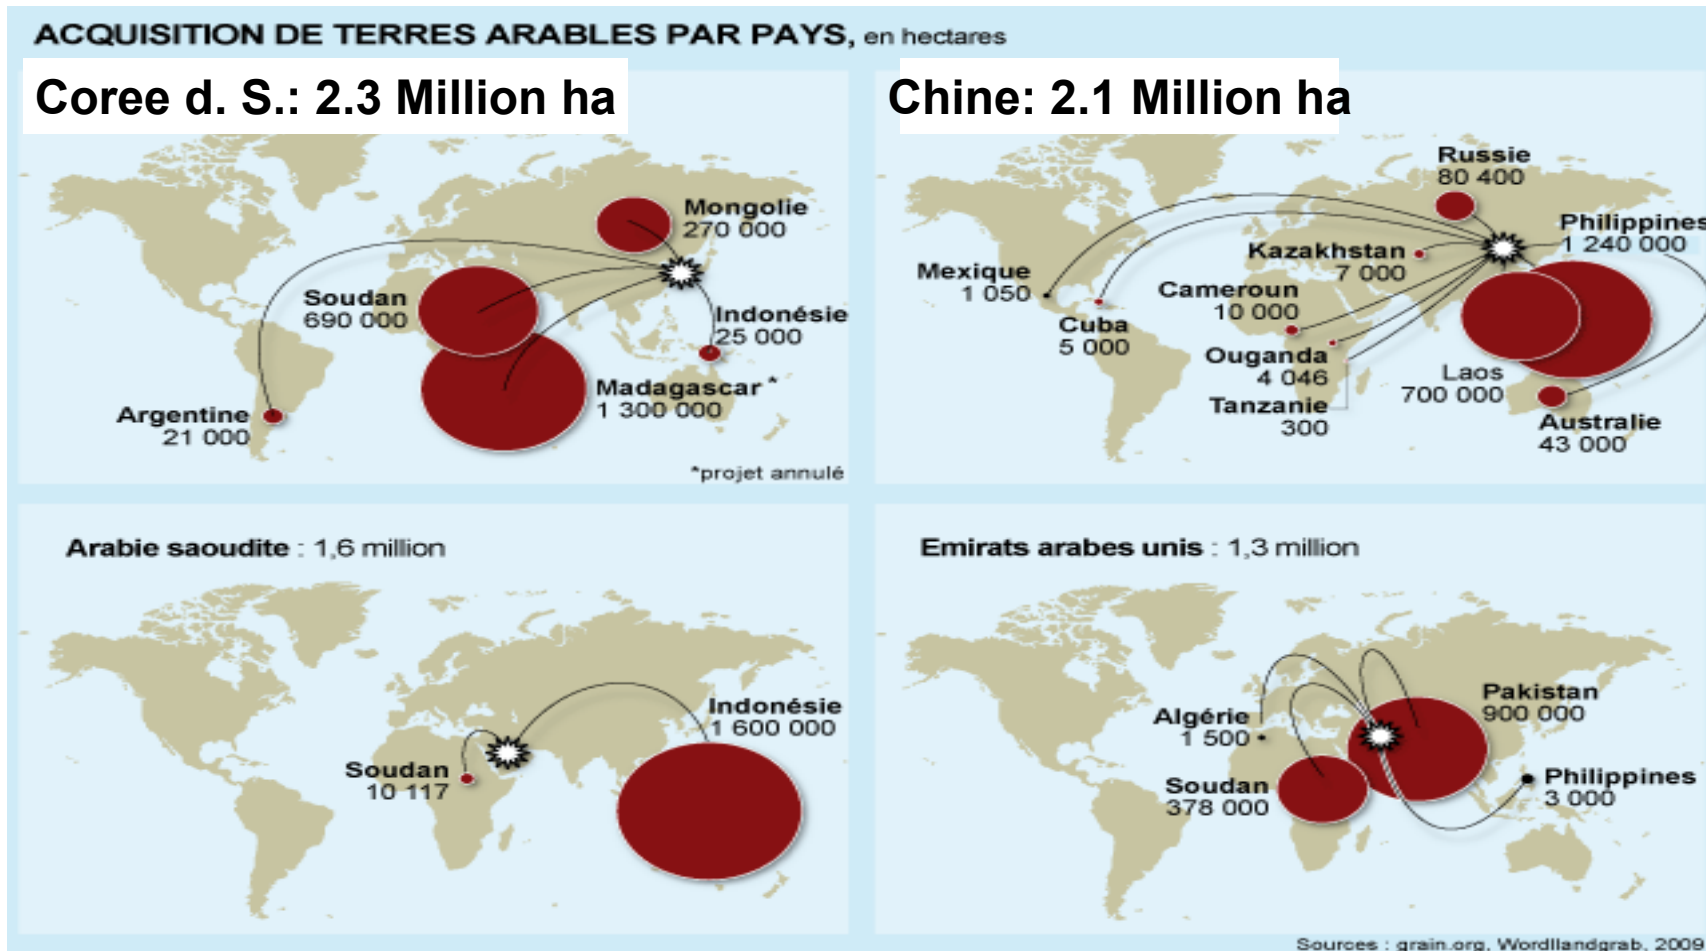 ACQUISITION DE TERRES ARABLES PAR PAYS, en hectares
Coree d. S.: 2.3 Million ha
Mongolie
270 000
Soudan
690 000
Indonésie
25 000
Madagascar *
1 300 000
Argentine
21 000
*projet annulé
Chine: 2.1 Million ha
Russie
80 400
Philippines
1 240 000
Kazakhstan
7 000
Mexique
1 050
Cameroun
10 000
Cuba
5 000
Ouganda
4 046
Laos
700 000
Tanzanie
300
Australie
43 000
Arabie saoudite : 1,6 million
Indonésie
1 600 000
Soudan
10 117
Emirats arabes unis : 1,3 million
Pakistan
900 000
Algérie
1 500
Soudan
378 000
Philippines
3 000
Sources : grain.org, Wordllandgrab, 2009